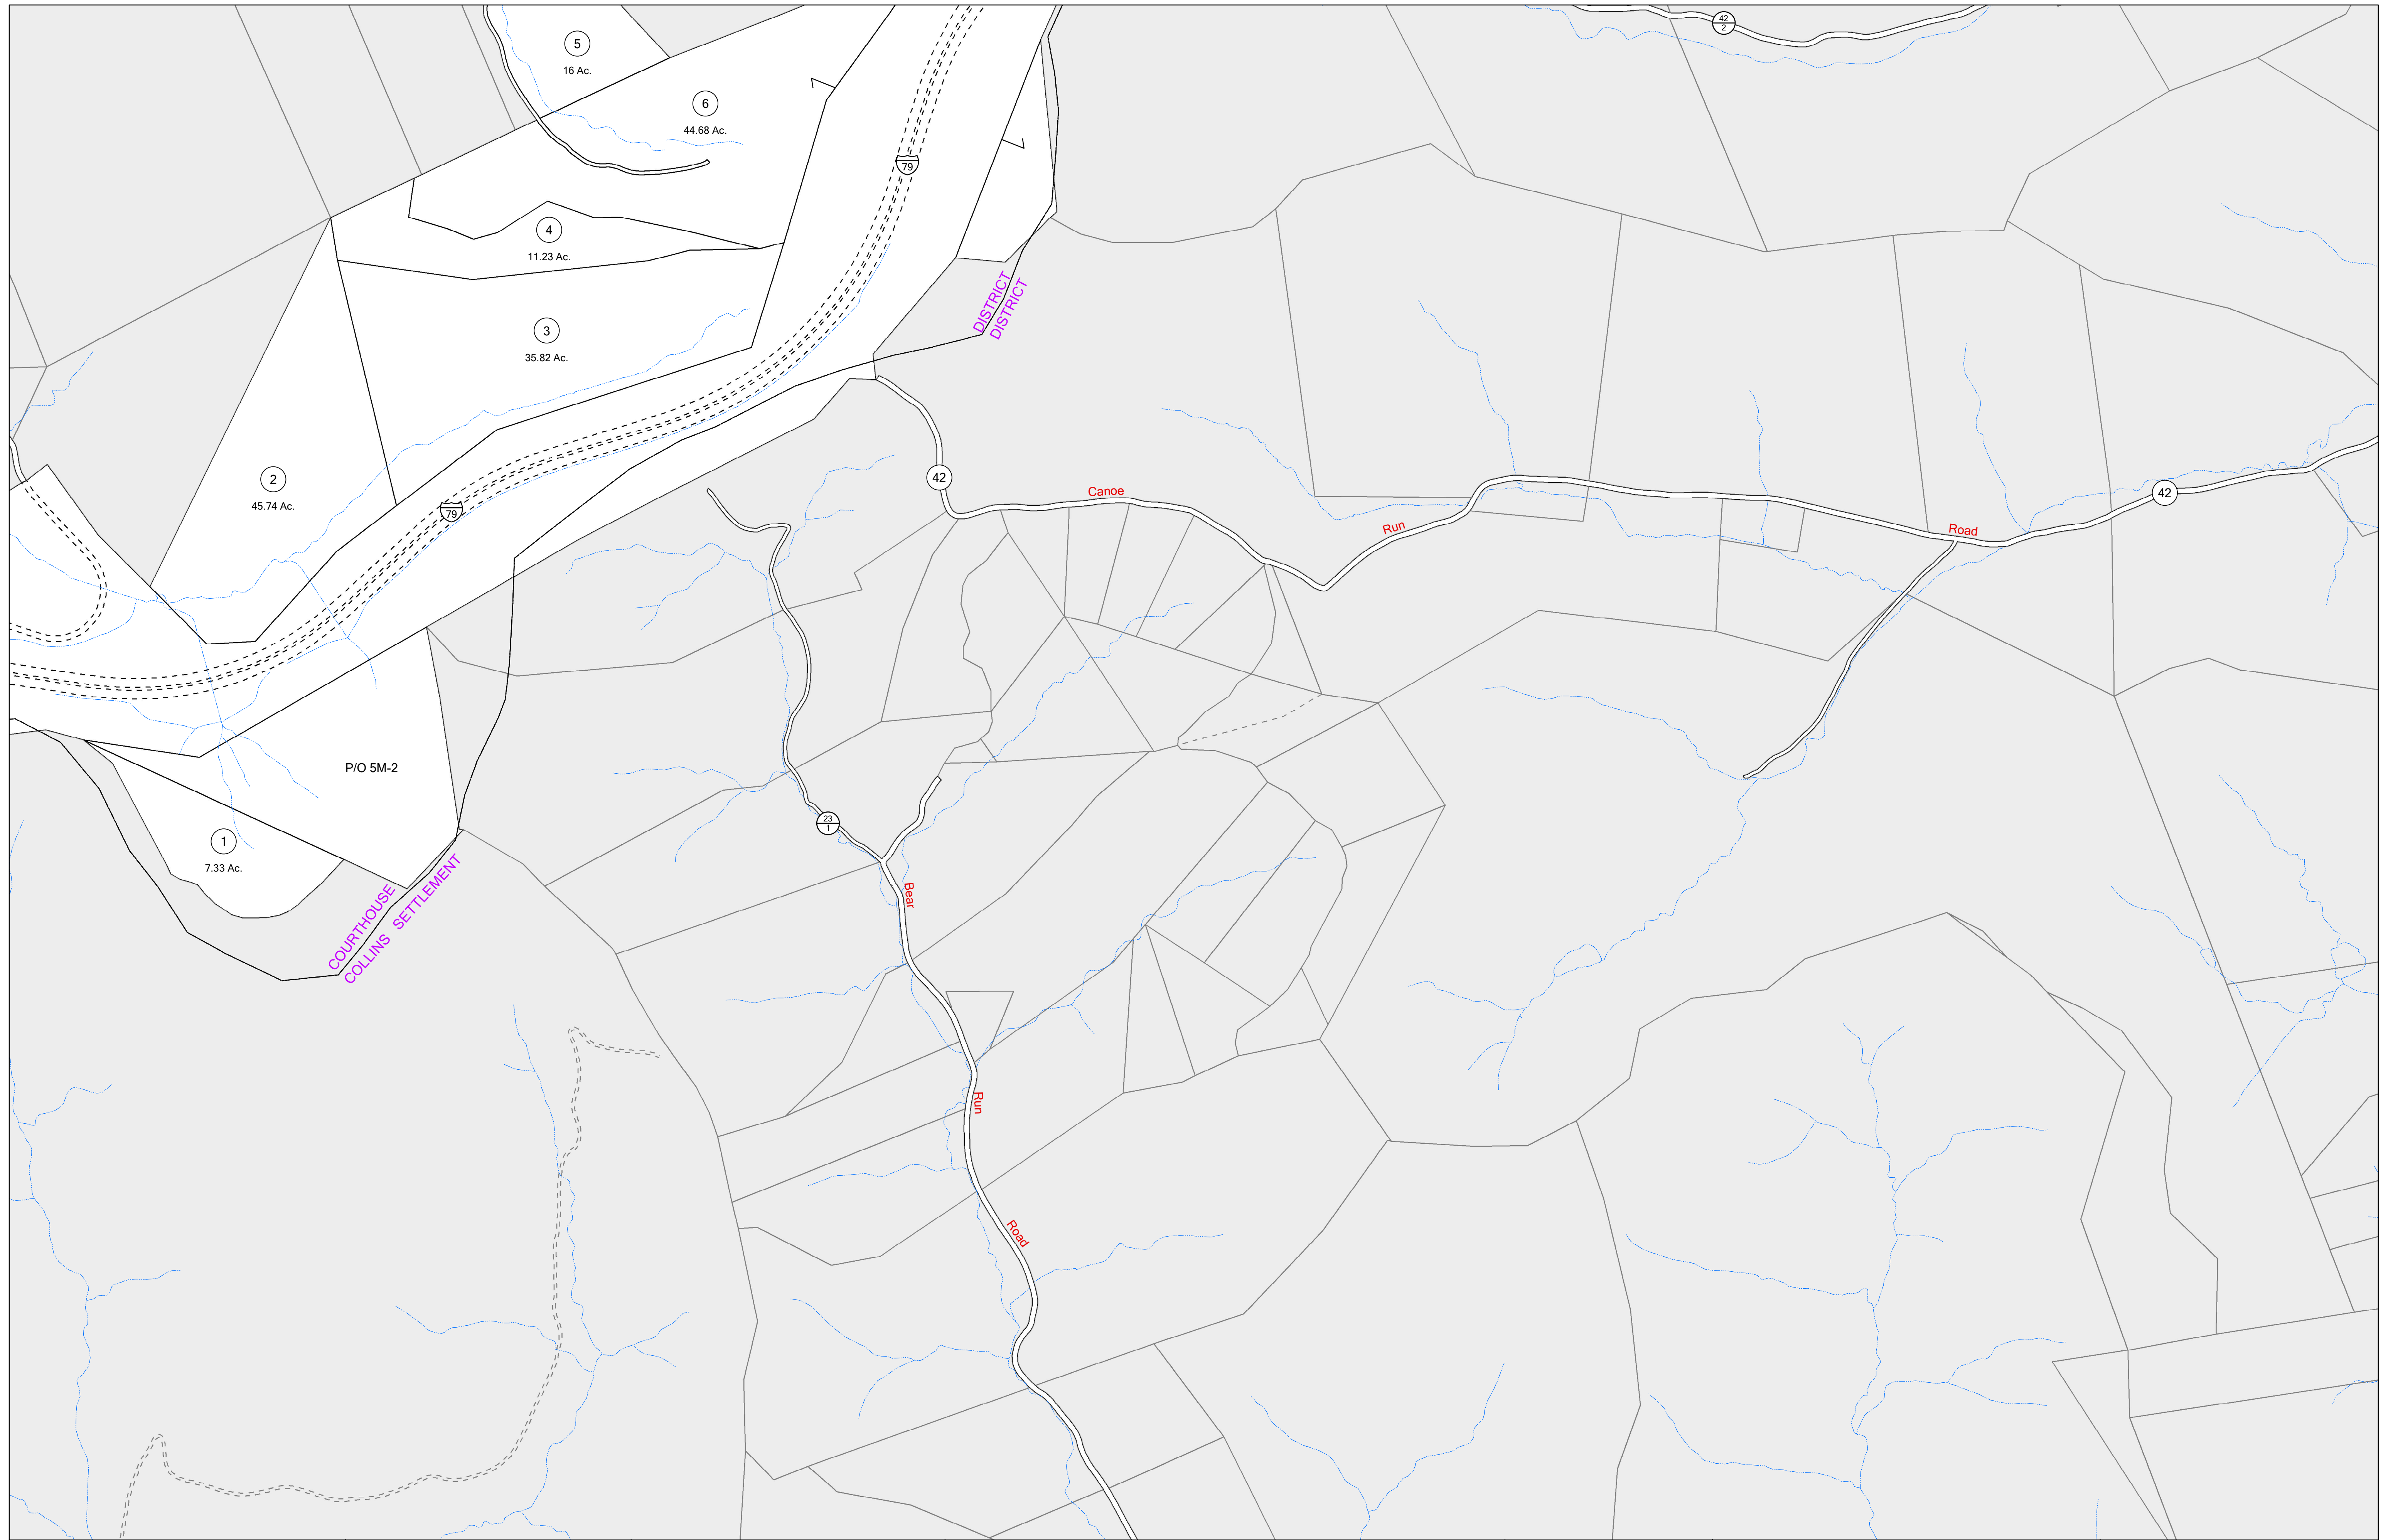 42
2
5
16 Ac.
6
44.68 Ac.
79
4
11.23 Ac.
DISTRICT
DISTRICT
3
35.82 Ac.
2
45.74 Ac.
79
42
Canoe
Run
Road
42
P/O 5M-2
1
7.33 Ac.
23
1
COURTHOUSE
COLLINS SETTLEMENT
Bear
Run
Road